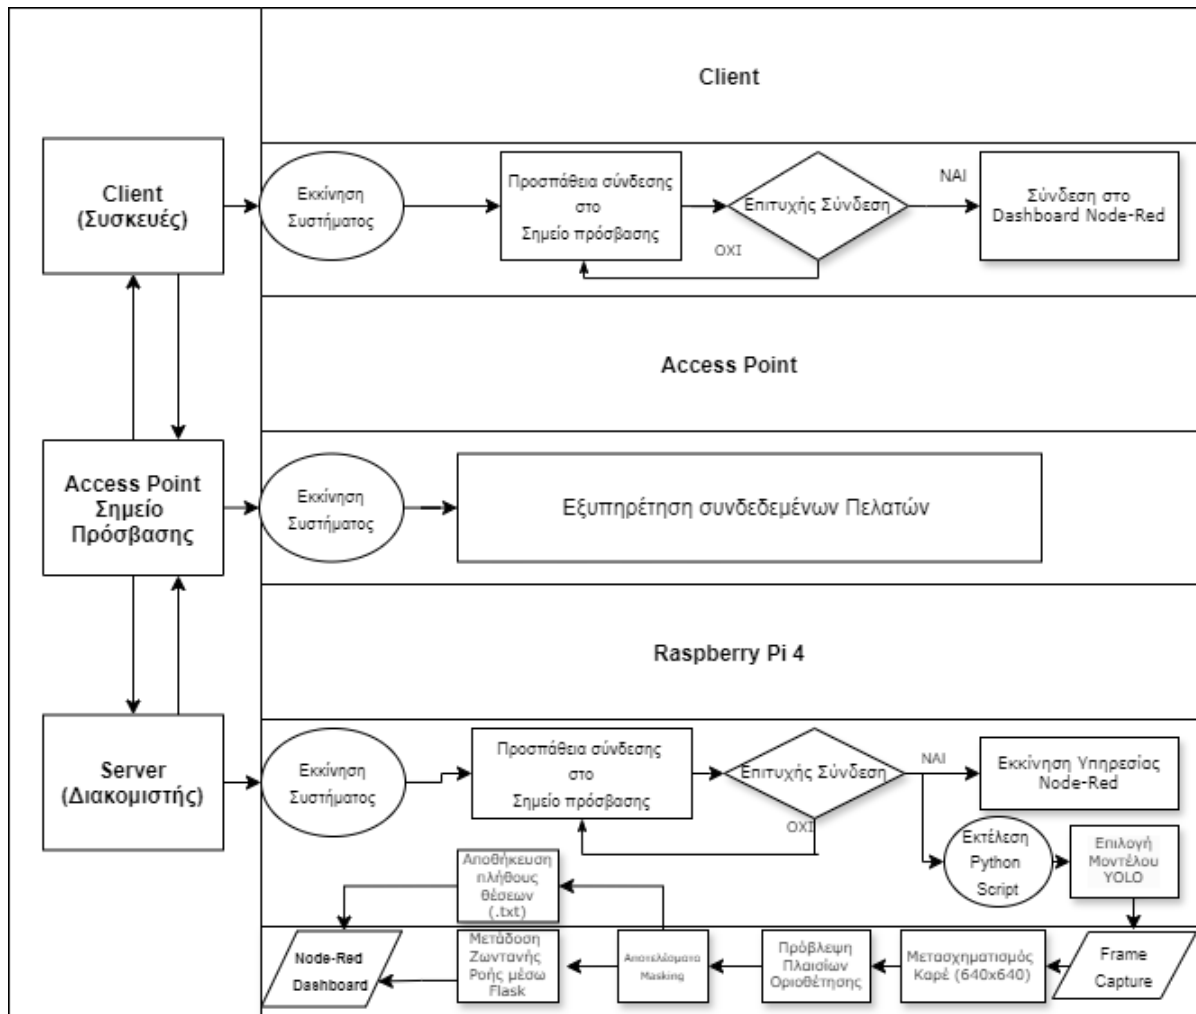 Client
Client
(Συσκευές)
Εκκίνηση
Συστήματος
Προσπάθεια σύνδεσης
στο
Σημείο πρόσβασης
Επιτυχής Σύνδεση
ΝΑΙ
ΟΧΙ
Σύνδεση στο
Dashboard Node-Red
Access Point
Access Point
Σημείο
Πρόσβασης
Εκκίνηση
Συστήματος
Εξυπηρέτηση συνδεδεμένων Πελατών
Raspberry Pi 4
Server
(Διακομιστής)
Εκκίνηση
Συστήματος
Προσπάθεια σύνδεσης
στο
Σημείο πρόσβασης
Επιτυχής Σύνδεση
ΝΑΙ
ΟΧΙ
Εκκίνηση Υπηρεσίας
Node-Red
Εκτέλεση
Python
Script
Επιλογή
Μοντέλου
YOLO
Frame
Capture
Μετασχηματισμός
Καρέ (640x640)
Πρόβλεψη
Πλαισίων
Οριοθέτησης
Αποτελέσματα
Masking
Αποθήκευση
πλήθους
θέσεων
(.txt)
Μετάδοση
Ζωντανής
Ροής μέσω
Flask
Node-Red
Dashboard